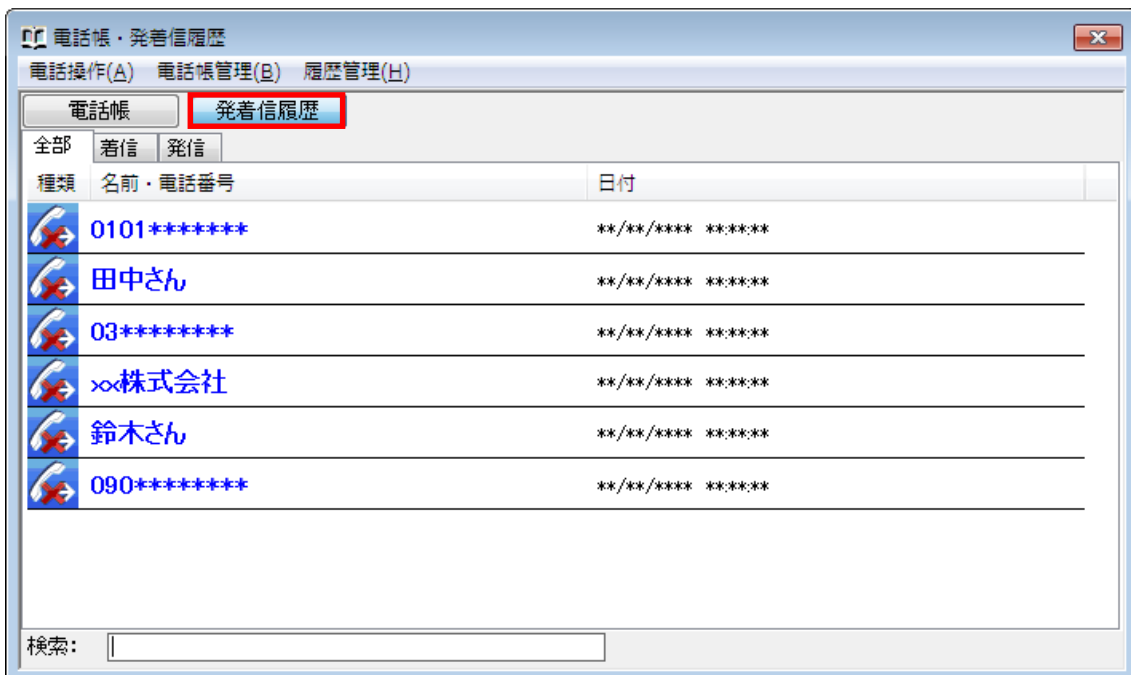 電話帳・発着信履歴
電話操作(A) 電話帳管理(B) 履歴管理(H)
電話帳 発着信履歴
全部 着信 発信
種類 名前・電話番号 日付
0101******* **/**/**** **:**:**
田中さん **/**/**** **:**:**
03******** **/**/**** **:**:**
xx株式会社 **/**/**** **:**:**
鈴木さん **/**/**** **:**:**
090******** **/**/**** **:**:**
検索: